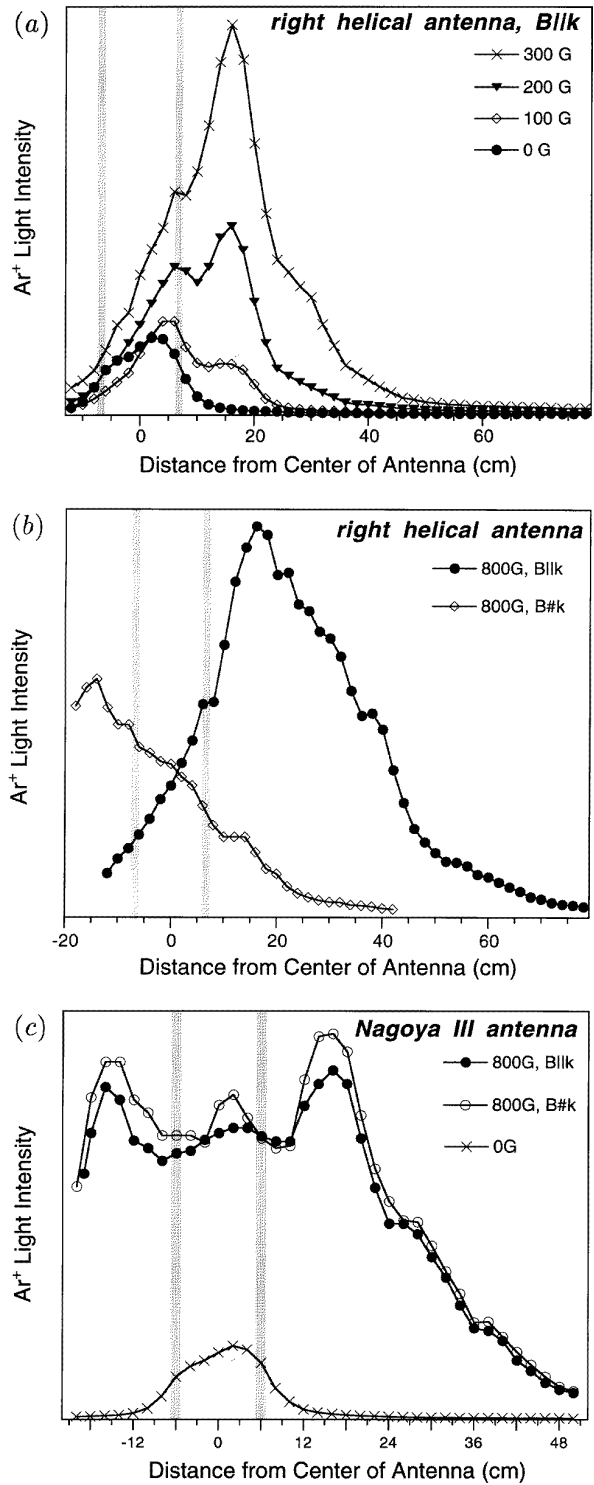 (a)
right helical antenna, B||k
300 G
200 G
100 G
0 G
Ar+ Light Intensity
0 20 40 60
Distance from Center of Antenna (cm)
(b)
right helical antenna
800G, B||k
800G, B#k
Ar+ Light Intensity
-20 0 20 40 60
Distance from Center of Antenna (cm)
(c)
Nagoya III antenna
800G, B||k
800G, B#k
0G
Ar+ Light Intensity
-12 0 12 24 36 48
Distance from Center of Antenna (cm)